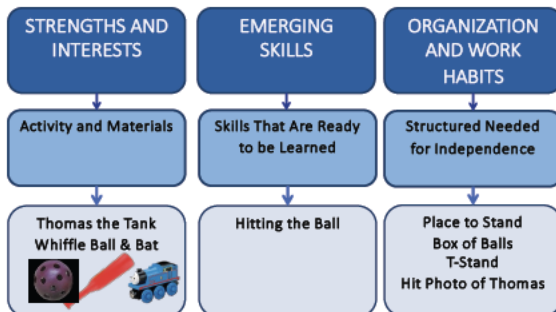 STRENGTHS AND
INTERESTS
Activity and Materials
Thomas the Tank
Whiffle Ball & Bat
EMERGING
SKILLS
Skills That Are Ready
to be Learned
Hitting the Ball
ORGANIZATION
AND WORK
HABITS
Structured Needed
for Independence
Place to Stand
Box of Balls
T-Stand
Hit Photo of Thomas